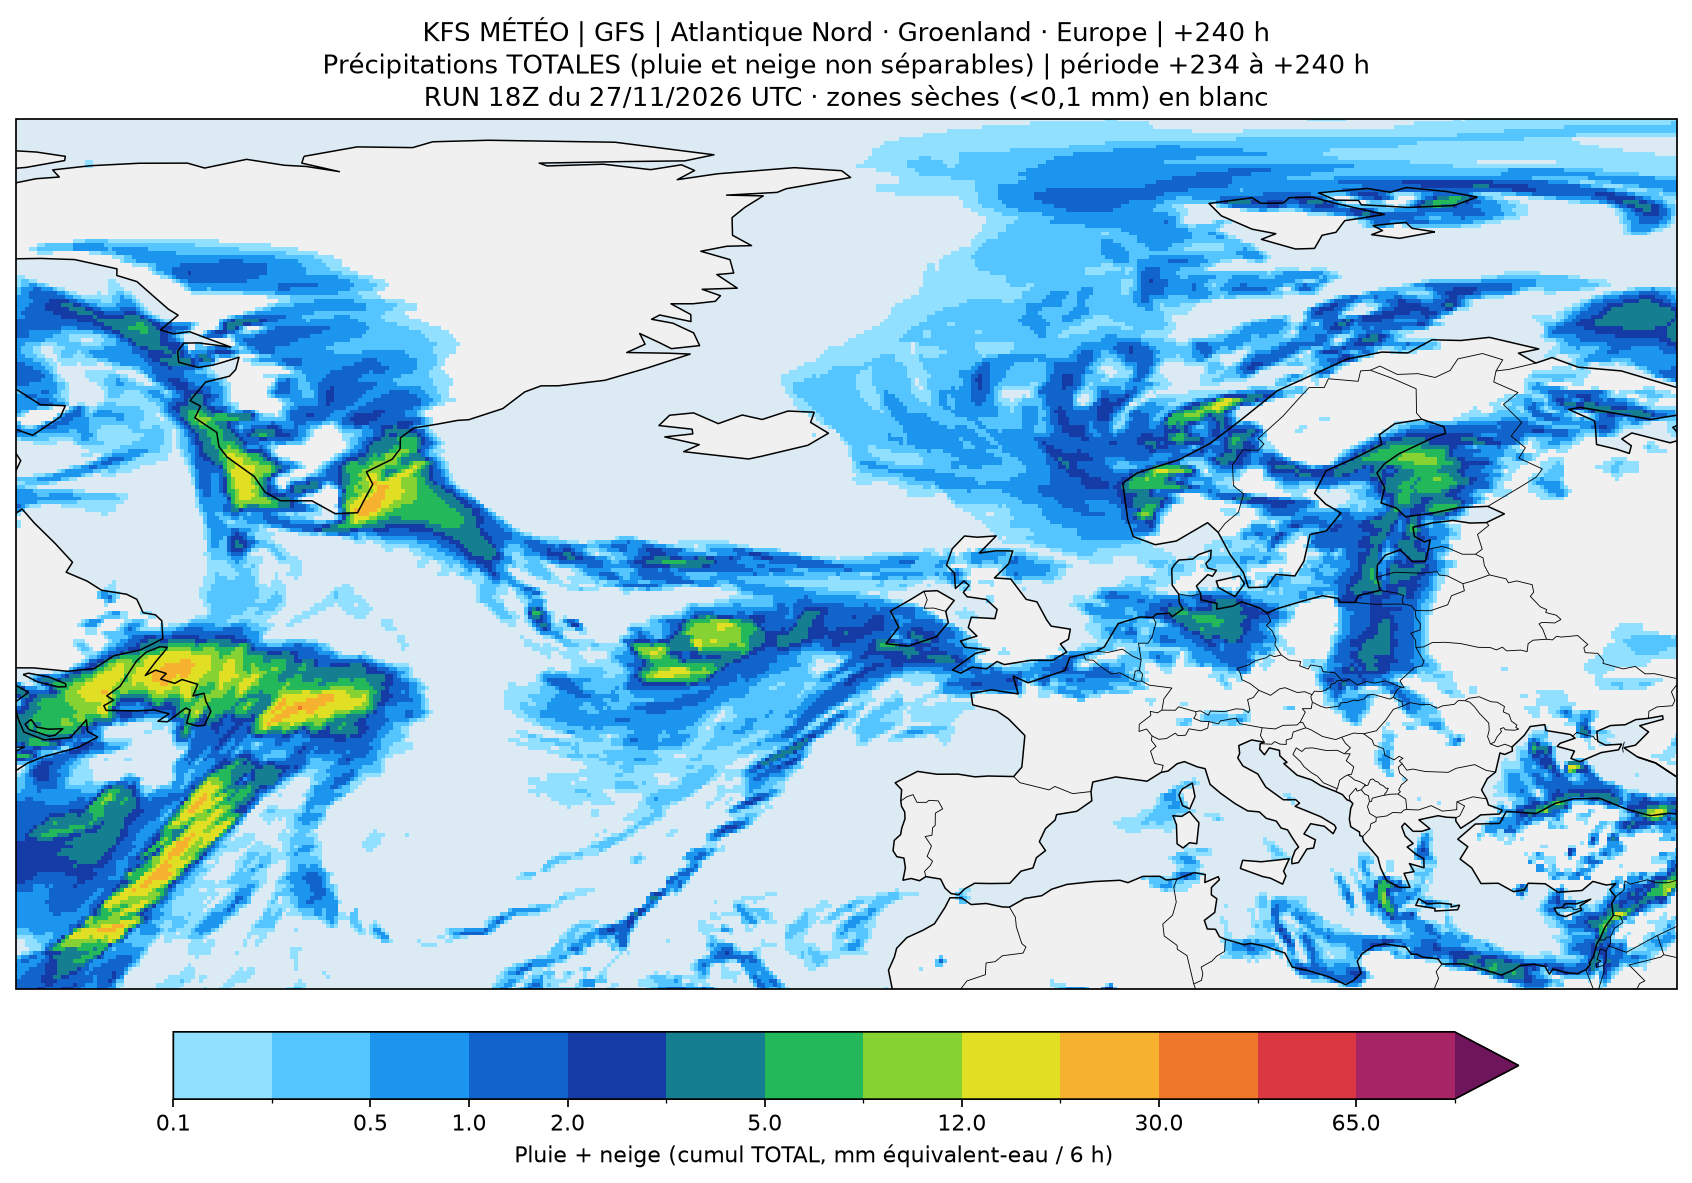 KFS MÉTÉO | GFS | Atlantique Nord · Groenland · Europe | +240 h
Précipitations TOTALES (pluie et neige non séparables) | période +234 à +240 h
RUN 18Z du 27/11/2026 UTC · zones sèches (<0,1 mm) en blanc
0.1 0.5 1.0 2.0 5.0 12.0 30.0 65.0
Pluie + neige (cumul TOTAL, mm équivalent-eau / 6 h)